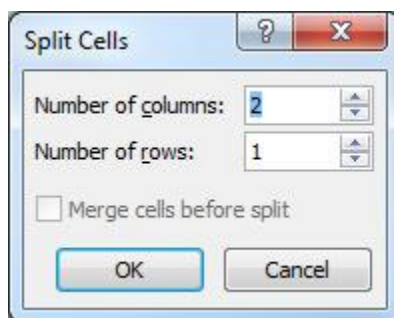 Split Cells
?
Number of columns: 2
Number of rows: 1
Merge cells before split
OK Cancel